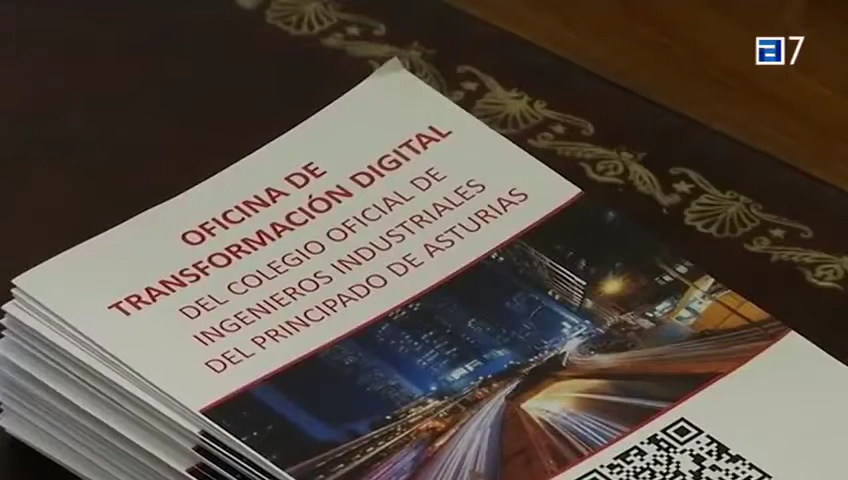 a7
OFICINA DE
TRANSFORMACIÓN DIGITAL
DEL COLEGIO OFICIAL DE
INGENIEROS INDUSTRIALES
DEL PRINCIPADO DE ASTURIAS